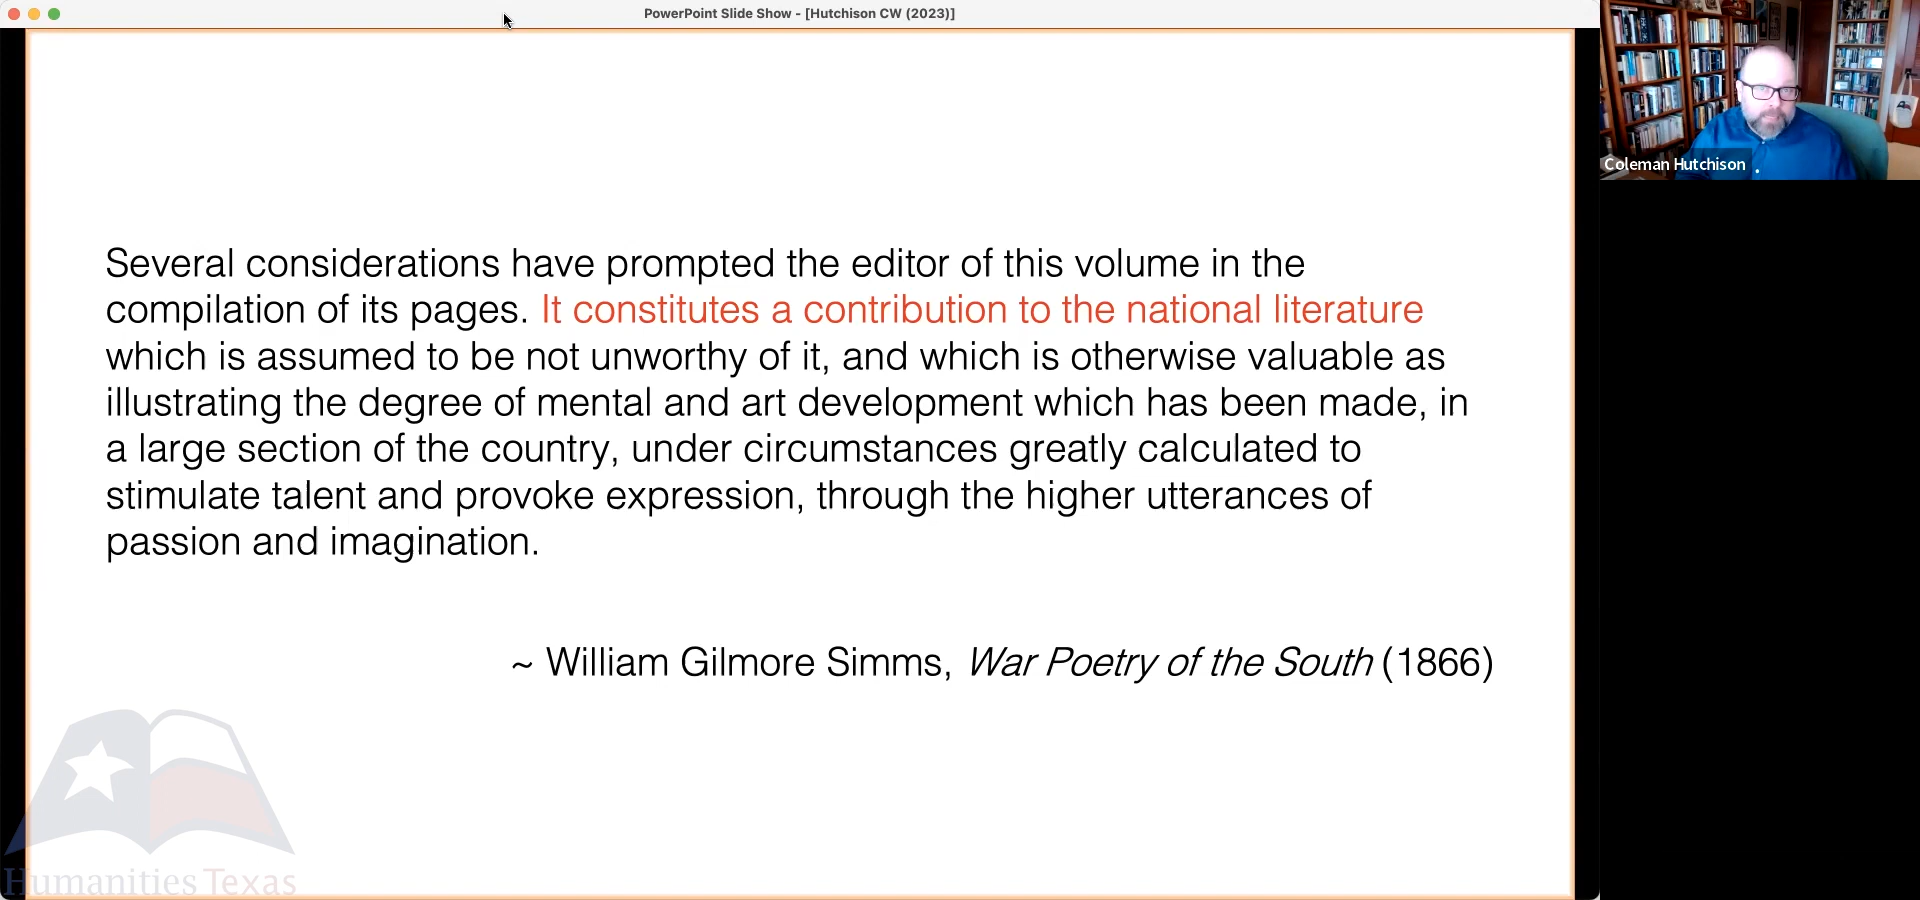 PowerPoint Slide Show - [Hutchison CW (2023)]
Coleman Hutchison
Several considerations have prompted the editor of this volume in the
compilation of its pages. It constitutes a contribution to the national literature
which is assumed to be not unworthy of it, and which is otherwise valuable as
illustrating the degree of mental and art development which has been made, in
a large section of the country, under circumstances greatly calculated to
stimulate talent and provoke expression, through the higher utterances of
passion and imagination.
~ William Gilmore Simms, War Poetry of the South (1866)
Humanities Texas